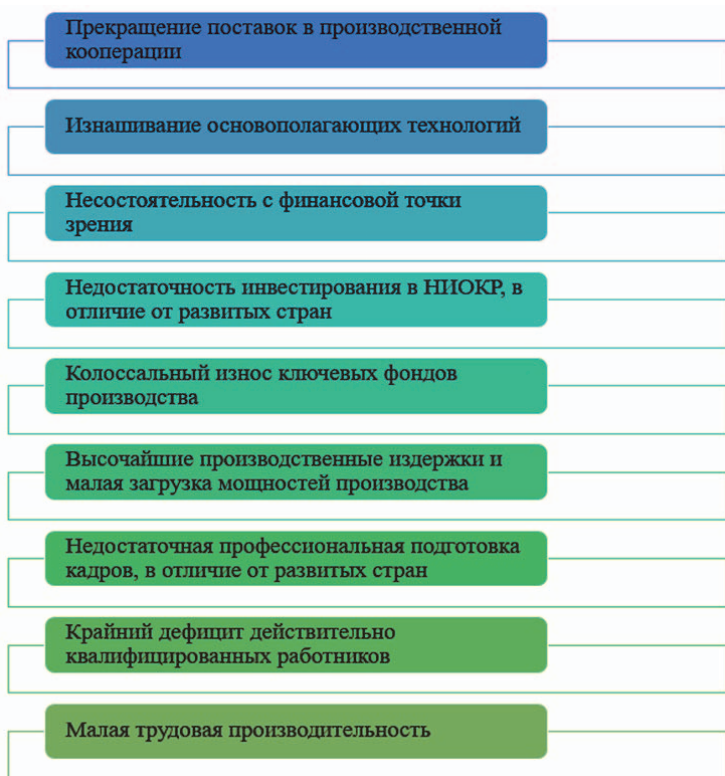 Прекращение поставок в производственной
кооперации
Изнашивание основополагающих технологий
Несостоятельность с финансовой точки
зрения
Недостаточность инвестирования в НИОКР, в
отличие от развитых стран
Колоссальный износ ключевых фондов
производства
Высочайшие производственные издержки и
малая загрузка мощностей производства
Недостаточная профессиональная подготовка
кадров, в отличие от развитых стран
Крайний дефицит действительно
квалифицированных работников
Малая трудовая производительность